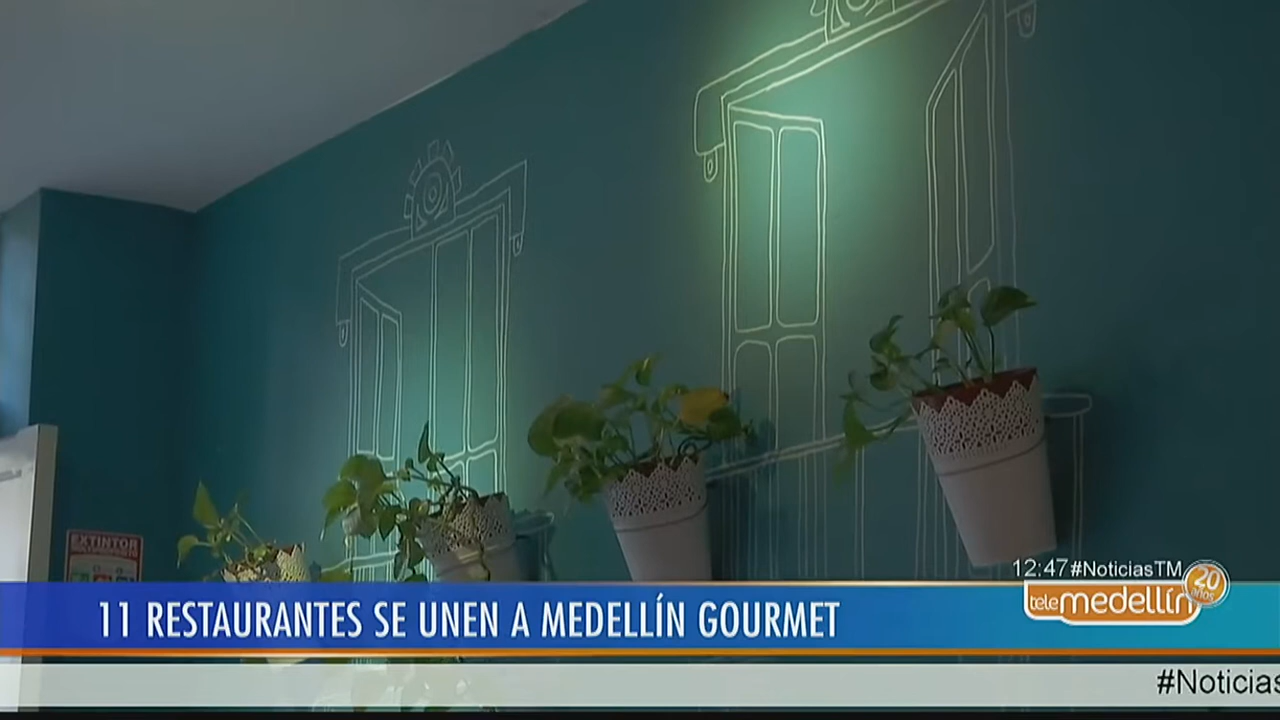 EXTINTOR
12:47 #NoticiasTM
20 años
telemedellín
11 RESTAURANTES SE UNEN A MEDELLÍN GOURMET
#Noticias